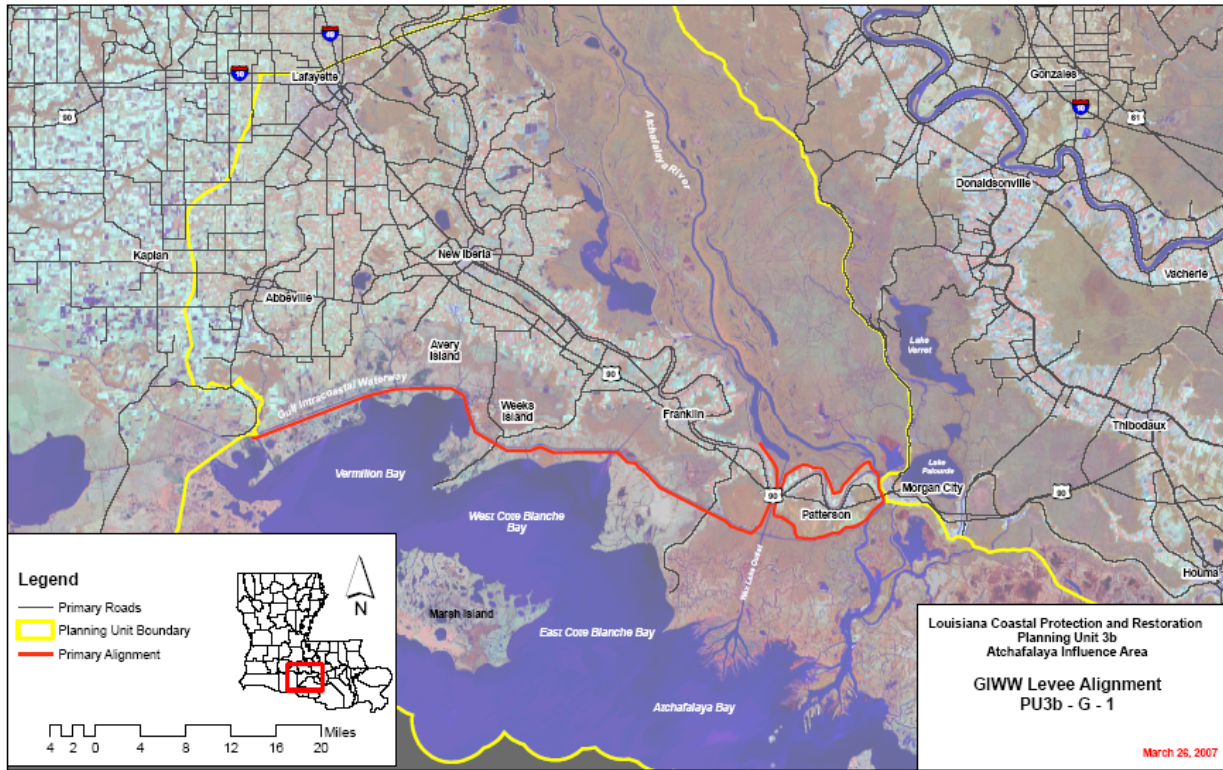 49
10
Lafayette
90
Atchafalaya River
Gonzales
10
61
Donaldsonville
Kaplan
New Iberia
Vacherie
Abbeville
Avery
Island
Lake
Verret
Gulf Intracoastal Waterway
90
Weeks
Island
Franklin
Thibodaux
Vermilion Bay
Lake
Palourde
Morgan City
90
90
Patterson
West Cote Blanche
Bay
Wax Lake Outlet
Houma
Marsh Island
East Cote Blanche Bay
Atchafalaya Bay
Legend
Primary Roads
Planning Unit Boundary
Primary Alignment
N
4 2 0 4 8 12 16 20 Miles
Louisiana Coastal Protection and Restoration
Planning Unit 3b
Atchafalaya Influence Area
GIWW Levee Alignment
PU3b - G - 1
March 26, 2007